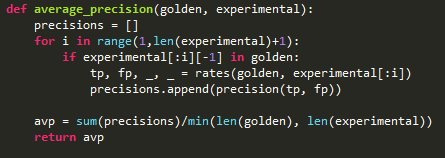 def average_precision(golden, experimental):
    precisions = []
    for i in range(1,len(experimental)+1):
        if experimental[:i][-1] in golden:
            tp, fp, _, _ = rates(golden, experimental[:i])
            precisions.append(precision(tp, fp))

    avp = sum(precisions)/min(len(golden), len(experimental))
    return avp